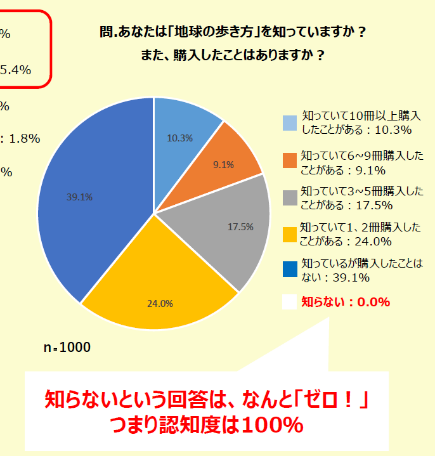 問.あなたは「地球の歩き方」を知っていますか？
また、購入したことはありますか？
%
5.4%
%
: 1.8%
%
10.3%
9.1%
17.5%
24.0%
39.1%
知っていて10冊以上購入
したことがある：10.3%
知っていて6~9冊購入した
ことがある：9.1%
知っていて3~5冊購入した
ことがある：17.5%
知っていて1、2冊購入した
ことがある：24.0%
知っているが購入したことは
ない：39.1%
知らない：0.0%
n=1000
知らないという回答は、なんと「ゼロ！」
つまり認知度は100%